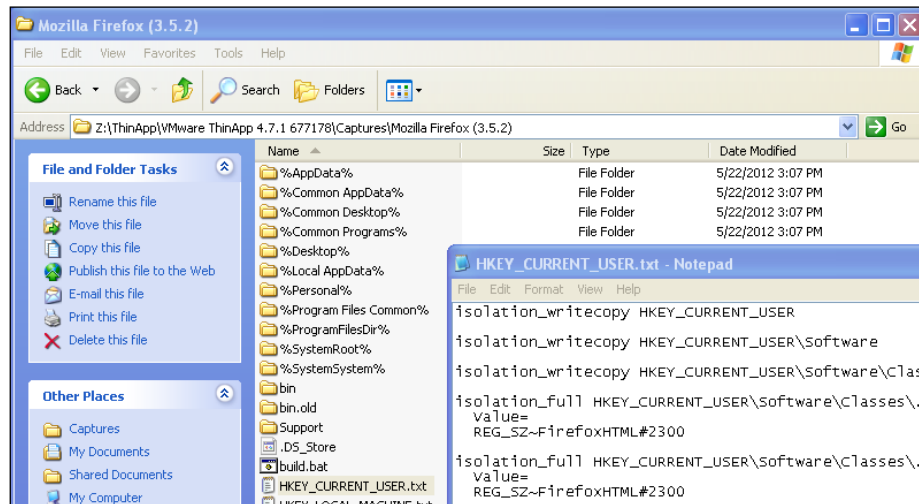 Mozilla Firefox (3.5.2)
File Edit View Favorites Tools Help
Back Search Folders
Address Z:\ThinApp\VMware ThinApp 4.7.1 677178\Captures\Mozilla Firefox (3.5.2) Go
File and Folder Tasks
Rename this file
Move this file
Copy this file
Publish this file to the Web
E-mail this file
Print this file
Delete this file
Other Places
Captures
My Documents
Shared Documents
My Computer
Name Size Type Date Modified
%AppData% File Folder 5/22/2012 3:07 PM
%Common AppData% File Folder 5/22/2012 3:07 PM
%Common Desktop% File Folder 5/22/2012 3:07 PM
%Common Programs% File Folder 5/22/2012 3:07 PM
%Desktop%
%Local AppData%
%Personal%
%Program Files Common%
%ProgramFilesDir%
%SystemRoot%
%SystemSystem%
bin
bin.old
Support
.DS_Store
build.bat
HKEY_CURRENT_USER.txt
HKEY_LOCAL_MACHINE.txt
HKEY_CURRENT_USER.txt - Notepad
File Edit Format View Help
isolation_writecopy HKEY_CURRENT_USER
isolation_writecopy HKEY_CURRENT_USER\Software
isolation_writecopy HKEY_CURRENT_USER\Software\Clas
isolation_full HKEY_CURRENT_USER\Software\Classes\.
Value=
REG_SZ~FirefoxHTML#2300
isolation_full HKEY_CURRENT_USER\Software\Classes\.
Value=
REG_SZ~FirefoxHTML#2300